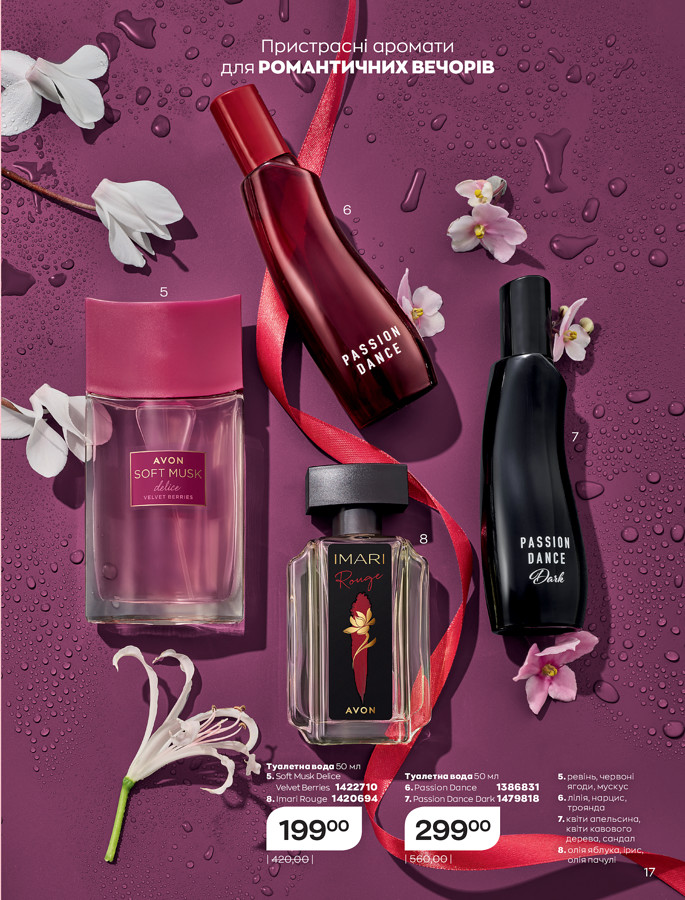 Пристрасні аромати
для РОМАНТИЧНИХ ВЕЧОРІВ
6
PASSION
DANCE
5
AVON
SOFT MUSK
delice
VELVET BERRIES
7
PASSION
DANCE
Dark
8
IMARI
Rouge
AVON
Туалетна вода 50 мл
5. Soft Musk Delice
Velvet Berries 1422710
8. Imari Rouge 1420694
199⁰⁰
| 420,00 |
Туалетна вода 50 мл
6. Passion Dance 1386831
7. Passion Dance Dark 1479818
299⁰⁰
| 560,00 |
5. ревінь, червоні
ягоди, мускус
6. лілія, нарцис,
троянда
7. квіти апельсина,
квіти кавового
дерева, сандал
8. олія яблука, ірис,
олія пачулі
17